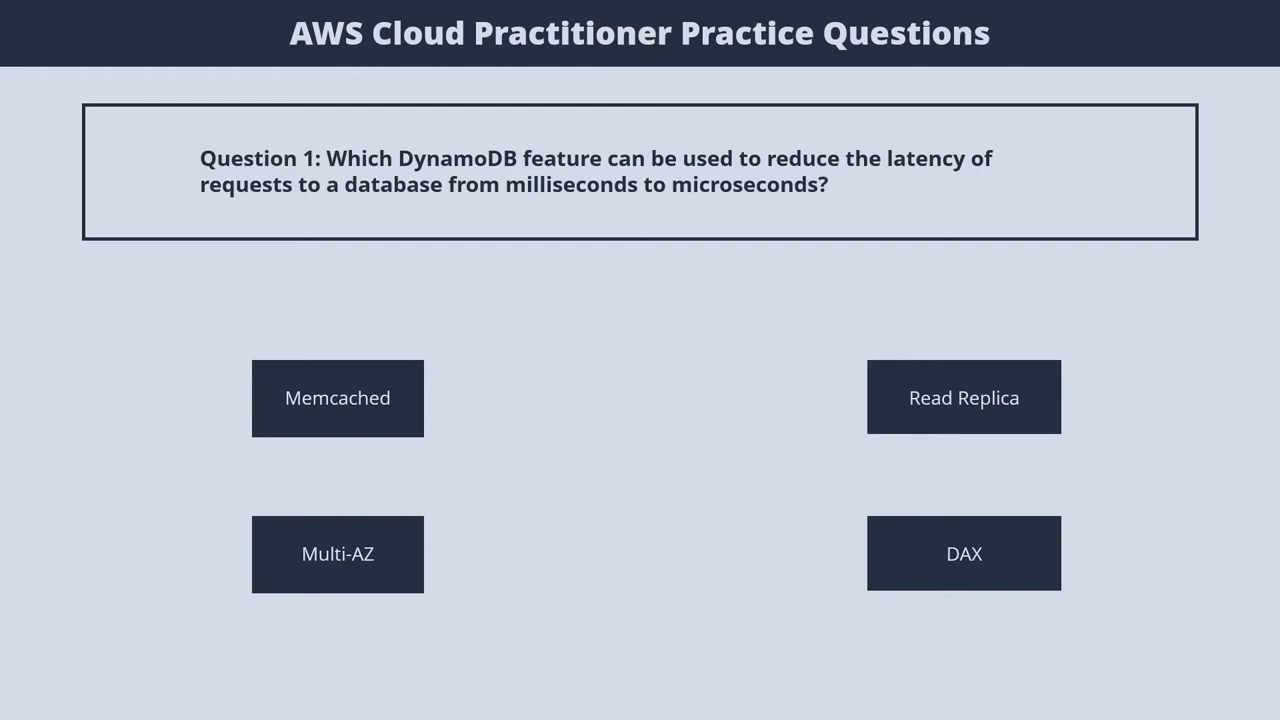 AWS Cloud Practitioner Practice Questions
Question 1: Which DynamoDB feature can be used to reduce the latency of
requests to a database from milliseconds to microseconds?
Memcached
Read Replica
Multi-AZ
DAX